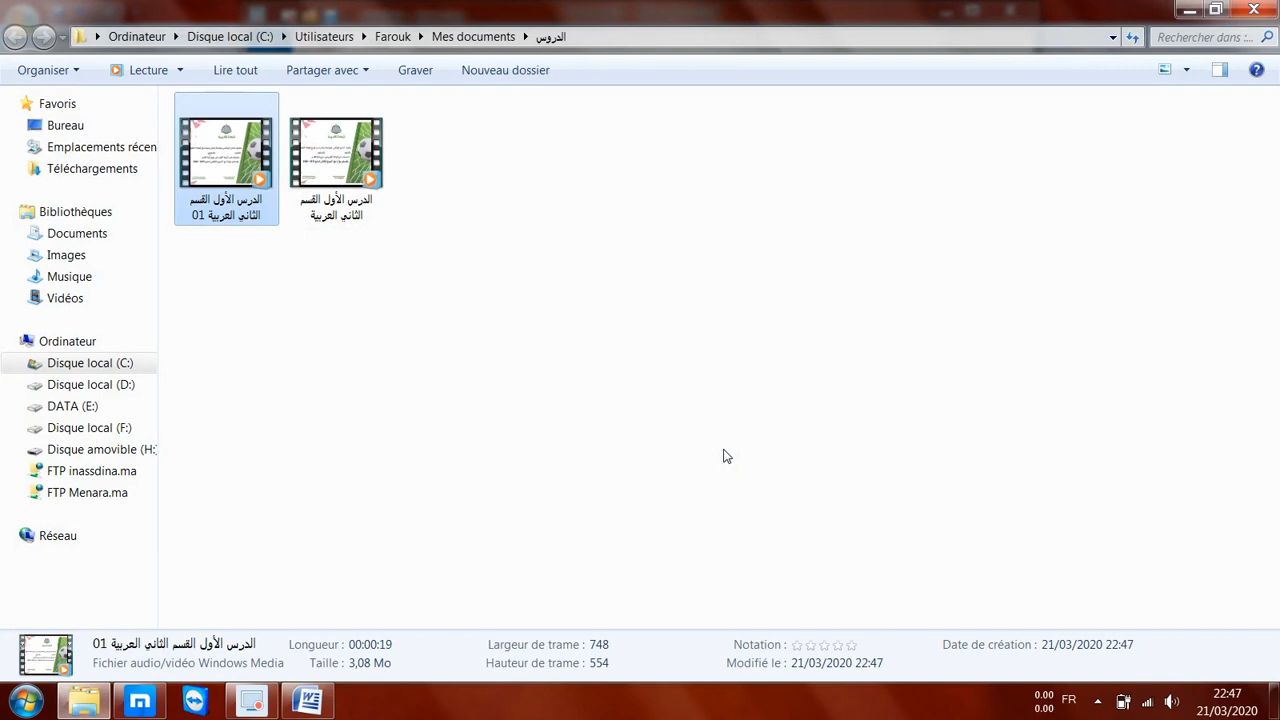 Ordinateur Disque local (C:) Utilisateurs Farouk Mes documents الدروس
Rechercher dans : ...
Organiser Lecture Lire tout Partager avec Graver Nouveau dossier
Favoris
Bureau
Emplacements récen
Téléchargements
Bibliothèques
Documents
Images
Musique
Vidéos
Ordinateur
Disque local (C:)
Disque local (D:)
DATA (E:)
Disque local (F:)
Disque amovible (H:)
FTP inassdina.ma
FTP Menara.ma
Réseau
الدرس الأول القسم
الثاني العربية 01
الدرس الأول القسم
الثاني العربية
الدرس الأول القسم الثاني العربية 01 Longueur : 00:00:19 Largeur de trame : 748 Notation : Date de création : 21/03/2020 22:47
Fichier audio/vidéo Windows Media Taille : 3,08 Mo Hauteur de trame : 554 Modifié le : 21/03/2020 22:47
0.00
0.00
FR
22:47
21/03/2020